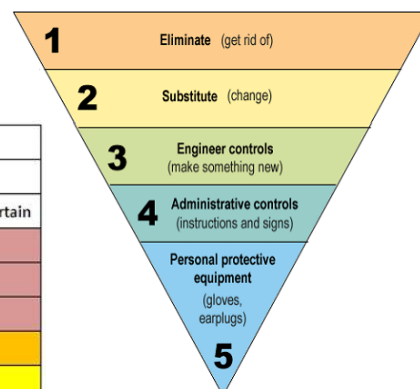 1 Eliminate (get rid of)
2 Substitute (change)
rtain
3 Engineer controls
(make something new)
4 Administrative controls
(instructions and signs)
Personal protective
equipment
(gloves,
earplugs)
5